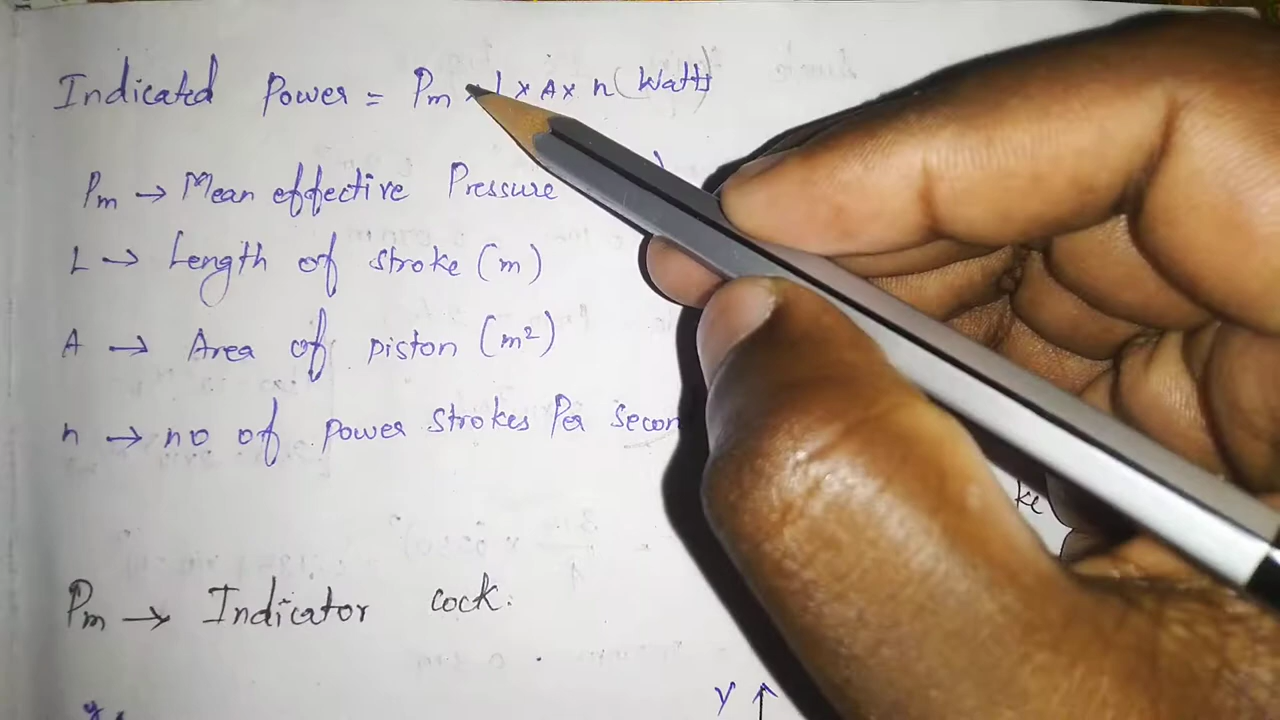 Indicated Power = Pm × L × A × n (Watts)
Pm → Mean effective Pressure
L → Length of stroke (m)
A → Area of piston (m²)
n → no of power strokes Per secon
ke
Pm → Indicator cock.
y
Y